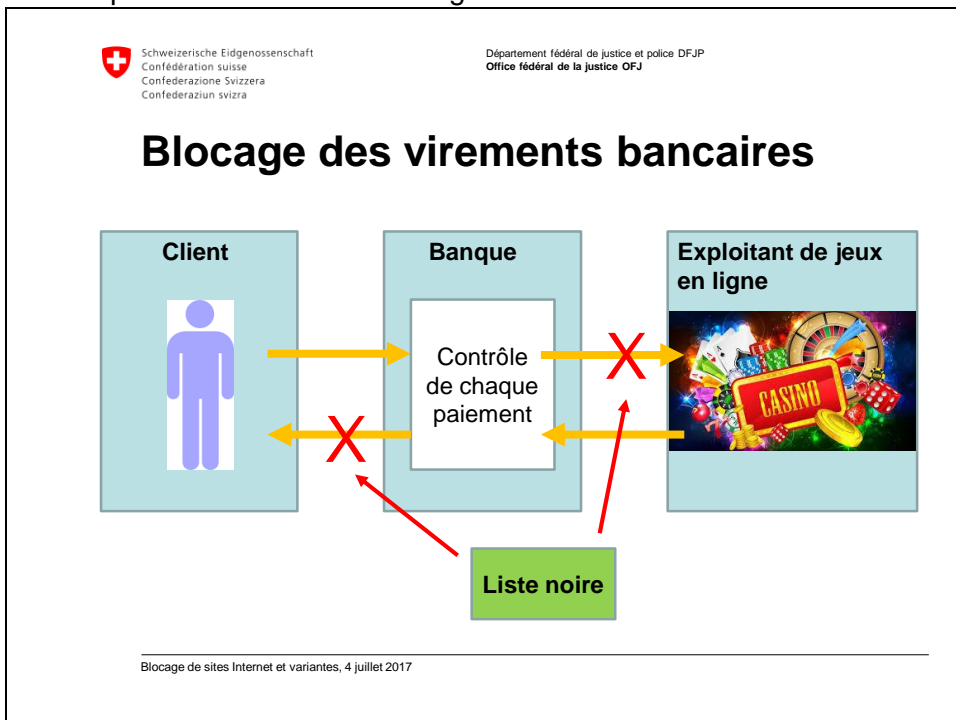 Schweizerische Eidgenossenschaft
Confédération suisse
Confederazione Svizzera
Confederaziun svizra
Département fédéral de justice et police DFJP
Office fédéral de la justice OFJ
Blocage des virements bancaires
Client
Banque
Exploitant de jeux
en ligne
Contrôle
de chaque
paiement
X
X
CASINO
Liste noire
Blocage de sites Internet et variantes, 4 juillet 2017